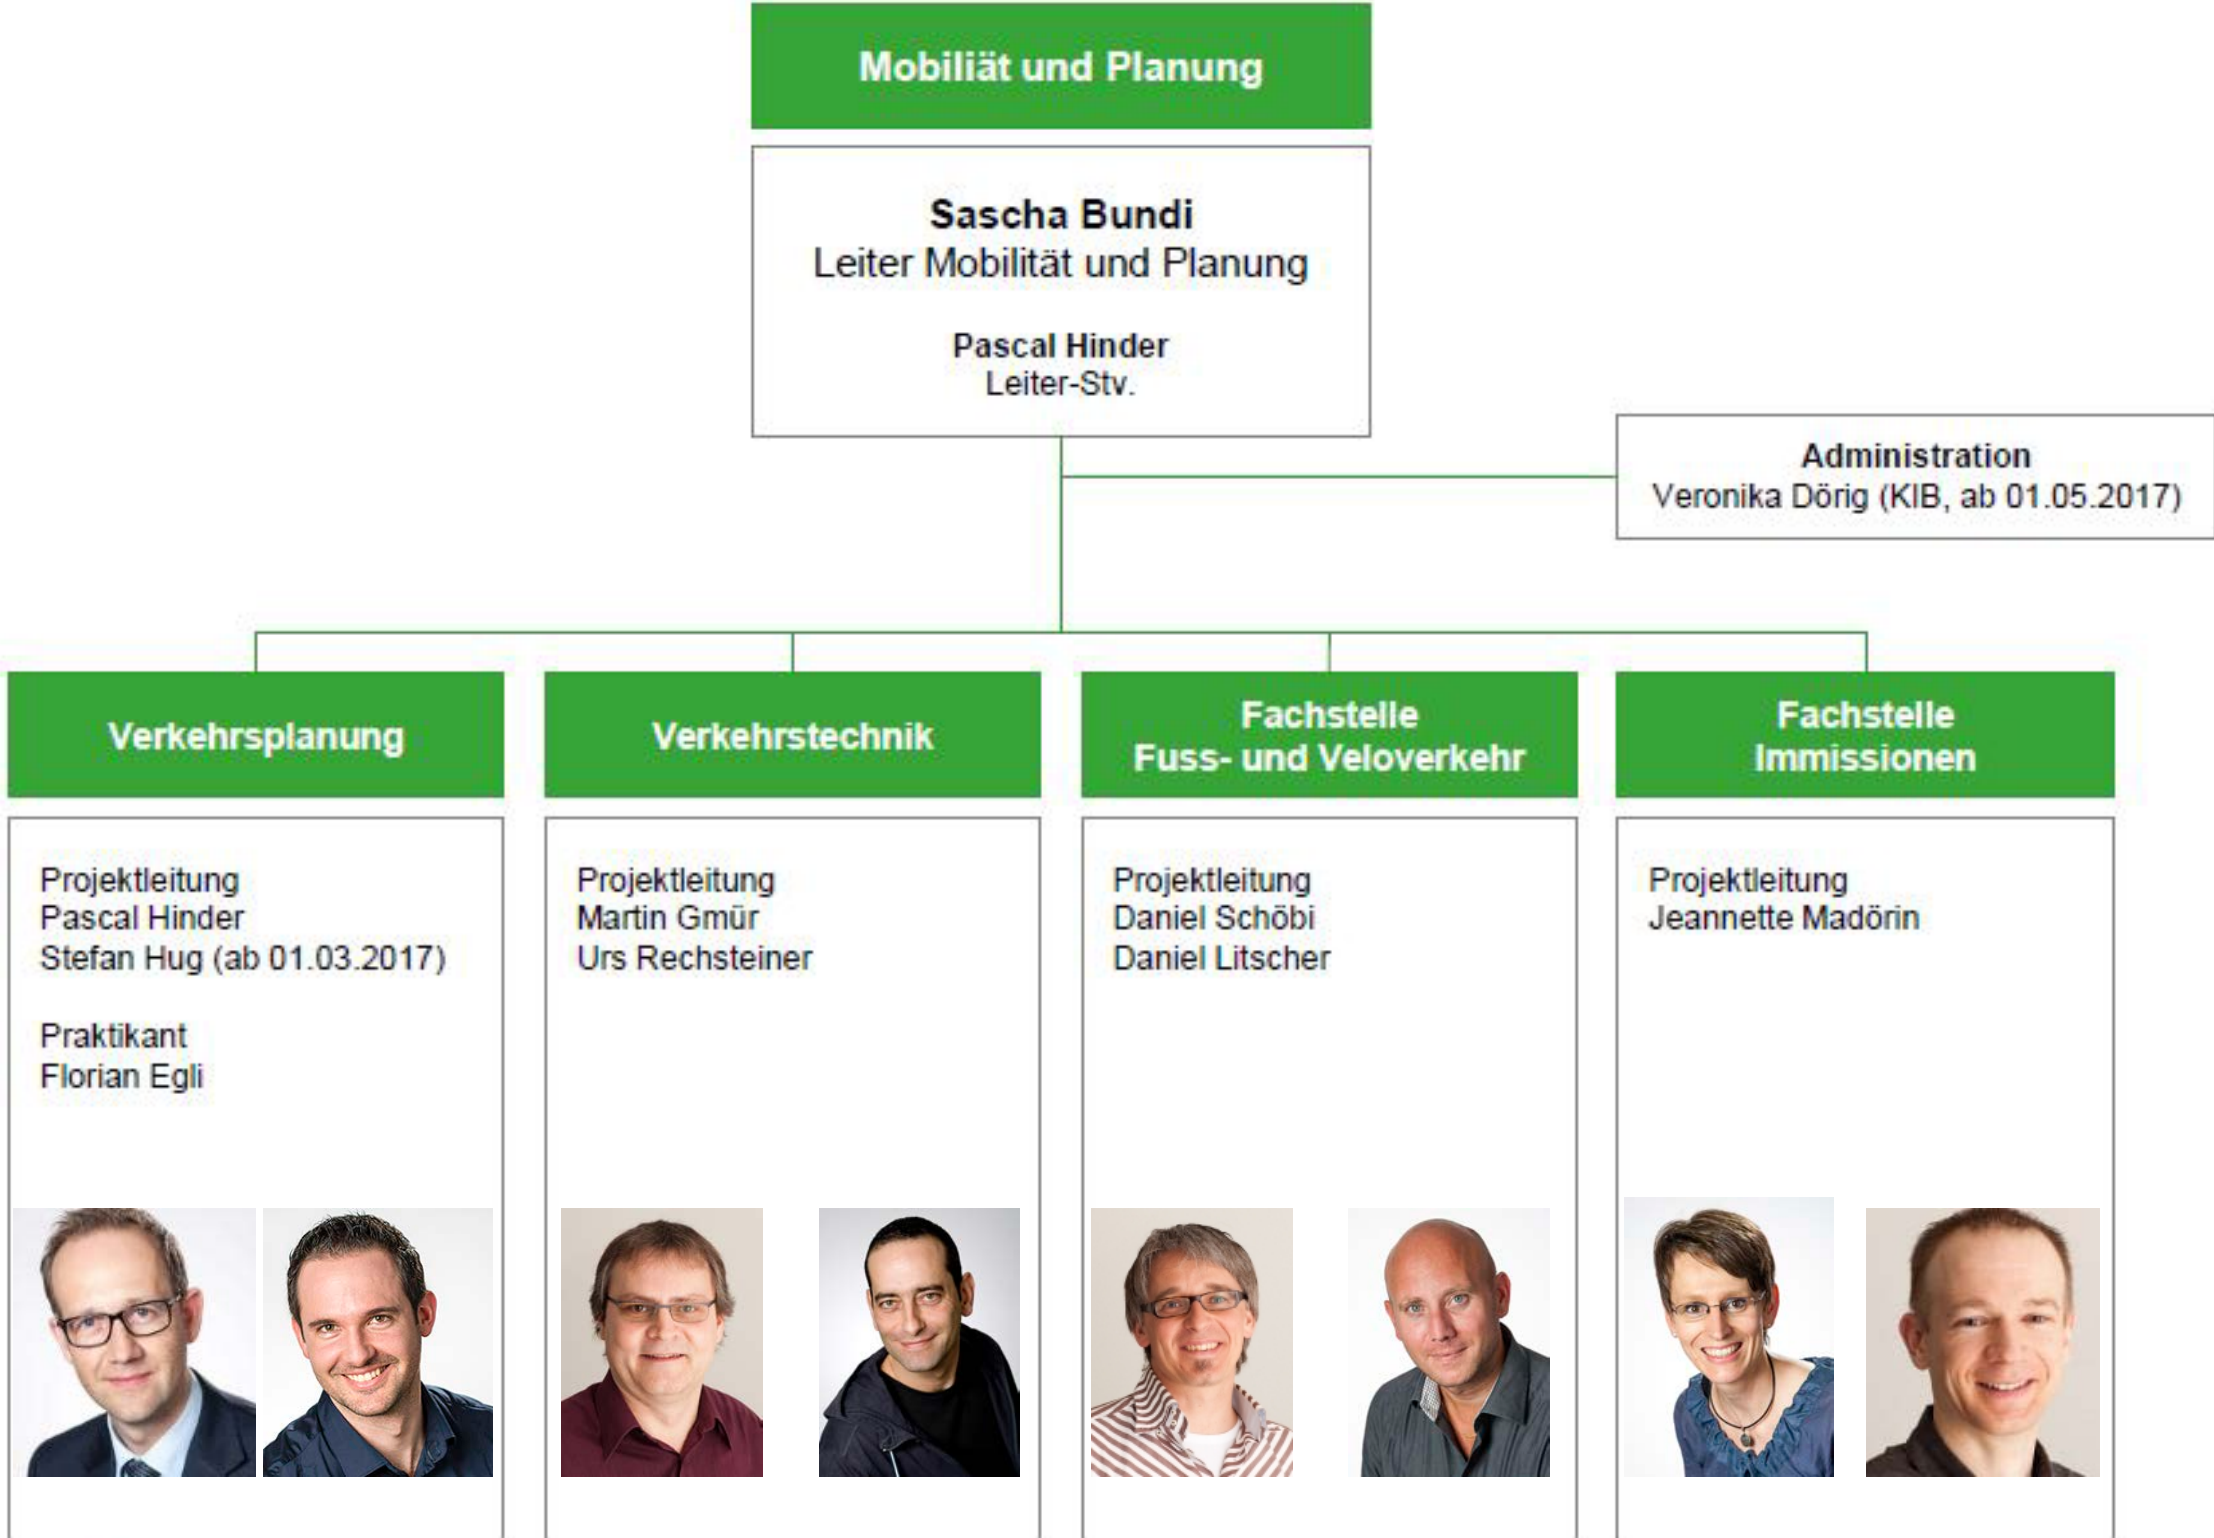 Mobiliät und Planung
Sascha Bundi
Leiter Mobilität und Planung
Pascal Hinder
Leiter-Stv.
Administration
Veronika Dörig (KIB, ab 01.05.2017)
Verkehrsplanung
Projektleitung
Pascal Hinder
Stefan Hug (ab 01.03.2017)
Praktikant
Florian Egli
Verkehrstechnik
Projektleitung
Martin Gmür
Urs Rechsteiner
Fachstelle
Fuss- und Veloverkehr
Projektleitung
Daniel Schöbi
Daniel Litscher
Fachstelle
Immissionen
Projektleitung
Jeannette Madörin